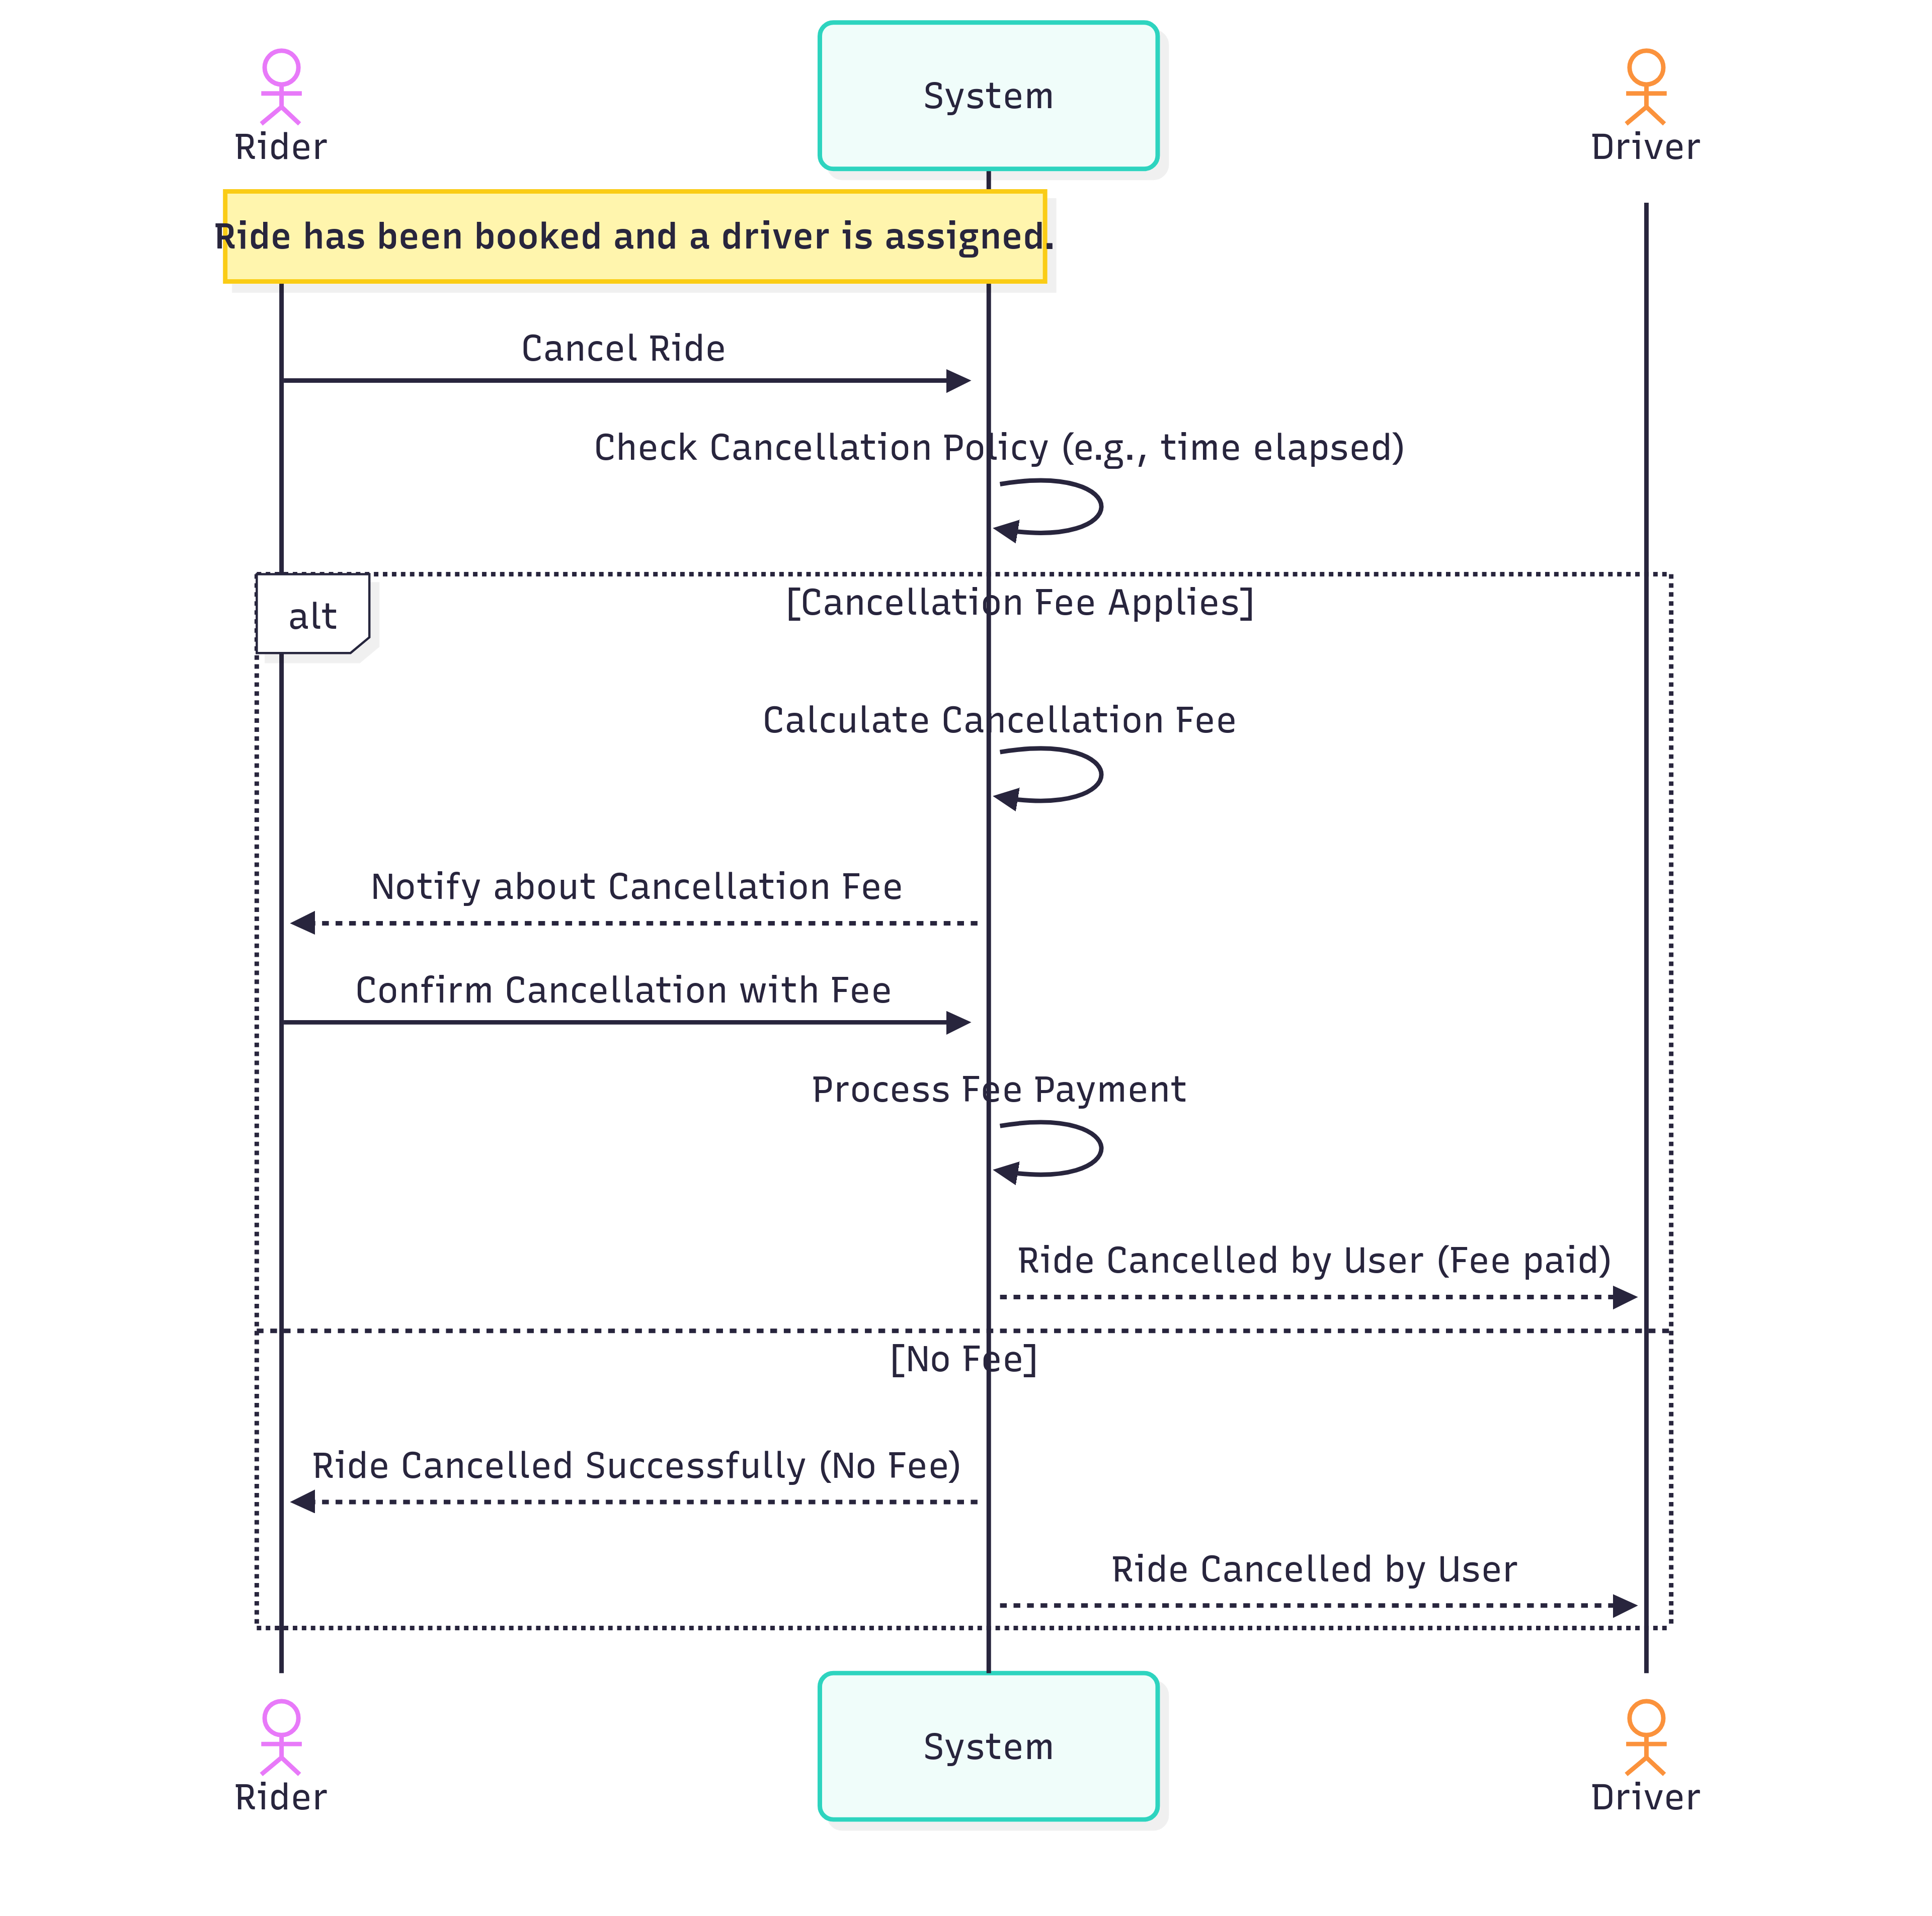 Rider
System
Driver
Ride has been booked and a driver is assigned.
Cancel Ride
Check Cancellation Policy (e.g., time elapsed)
alt
[Cancellation Fee Applies]
Calculate Cancellation Fee
Notify about Cancellation Fee
Confirm Cancellation with Fee
Process Fee Payment
Ride Cancelled by User (Fee paid)
[No Fee]
Ride Cancelled Successfully (No Fee)
Ride Cancelled by User
Rider
System
Driver